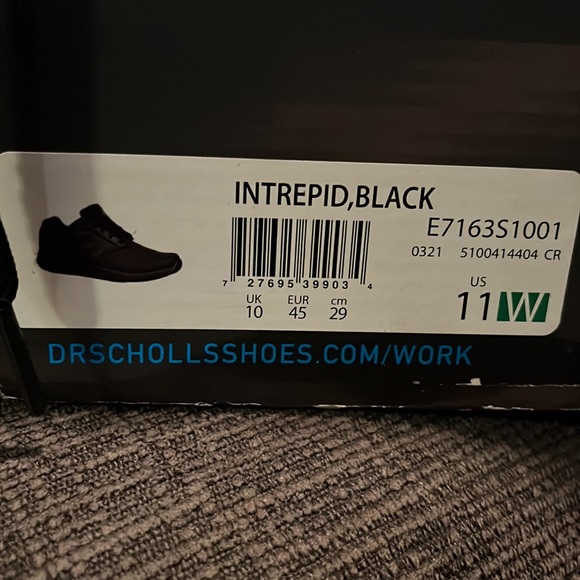 INTREPID,BLACK
E7163S1001
0321 5100414404 CR
7 27695 39903 4
UK EUR cm
10 45 29
US
11 W
DRSCHOLLSSHOES.COM/WORK